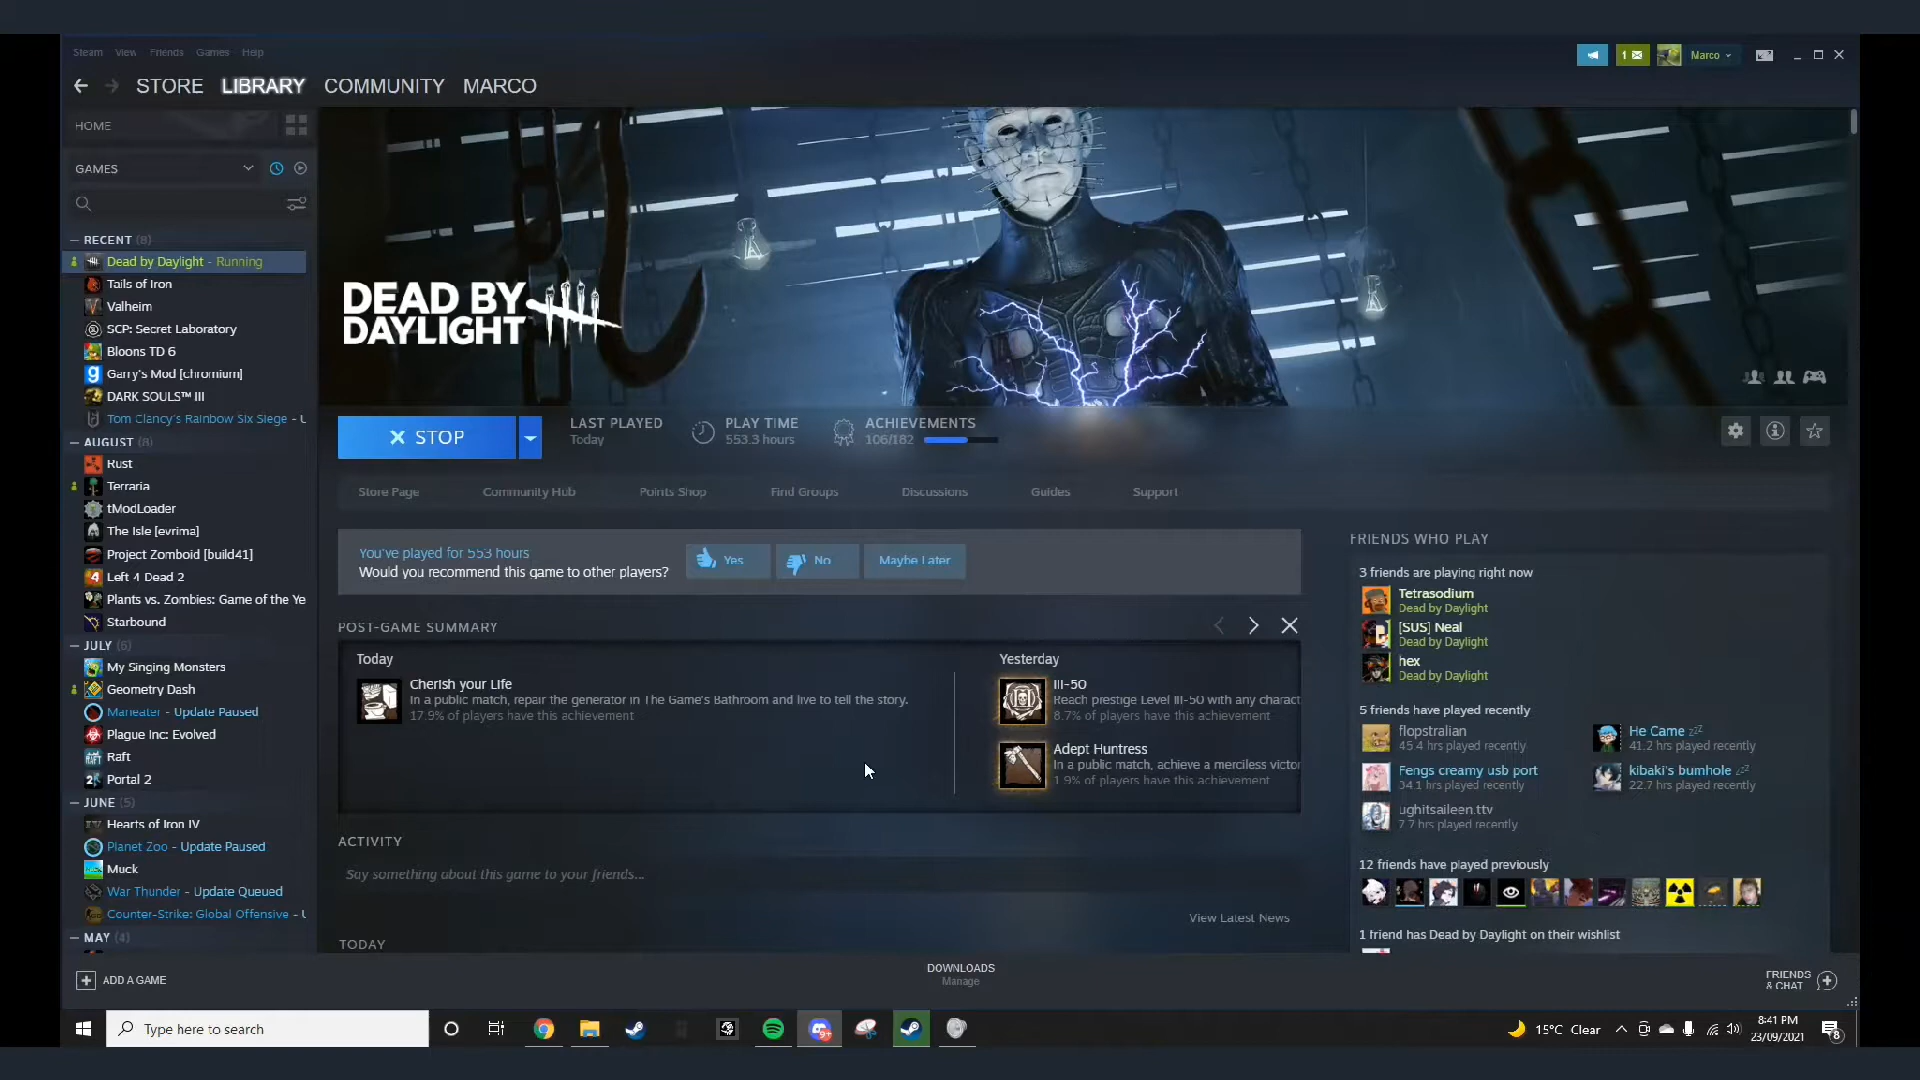 Steam View Friends Games Help
1
Marco
STORE LIBRARY COMMUNITY MARCO
HOME
GAMES
RECENT (8)
Dead by Daylight - Running
Tails of Iron
Valheim
SCP: Secret Laboratory
Bloons TD 6
Garry's Mod [chromium]
DARK SOULS™ III
Tom Clancy's Rainbow Six Siege - U
AUGUST (8)
Rust
Terraria
tModLoader
The Isle [evrima]
Project Zomboid [build41]
Left 4 Dead 2
Plants vs. Zombies: Game of the Ye
Starbound
JULY (6)
My Singing Monsters
Geometry Dash
Maneater - Update Paused
Plague Inc: Evolved
Raft
Portal 2
JUNE (5)
Hearts of Iron IV
Planet Zoo - Update Paused
Muck
War Thunder - Update Queued
Counter-Strike: Global Offensive - U
MAY (4)
ADD A GAME
DEAD BY
DAYLIGHT
STOP
LAST PLAYED
Today
PLAY TIME
553.3 hours
ACHIEVEMENTS
106/182
Store Page Community Hub Points Shop Find Groups Discussions Guides Support
You've played for 553 hours
Would you recommend this game to other players?
Yes No Maybe Later
POST-GAME SUMMARY
Today
Cherish your Life
In a public match, repair the generator in The Game's Bathroom and live to tell the story.
17.9% of players have this achievement
Yesterday
III-50
Reach prestige Level III-50 with any charact
8.7% of players have this achievement
Adept Huntress
In a public match, achieve a merciless victor
1.9% of players have this achievement
ACTIVITY
Say something about this game to your friends...
View Latest News
TODAY
FRIENDS WHO PLAY
3 friends are playing right now
Tetrasodium
Dead by Daylight
[SUS] Neal
Dead by Daylight
hex
Dead by Daylight
5 friends have played recently
flopstralian
45.4 hrs played recently
He Came zzZ
41.2 hrs played recently
Fengs creamy usb port
34.1 hrs played recently
kibaki's bumhole zzZ
22.7 hrs played recently
ughitsaileen.ttv
7.7 hrs played recently
12 friends have played previously
1 friend has Dead by Daylight on their wishlist
DOWNLOADS
Manage
FRIENDS
& CHAT
Type here to search
9+
15°C Clear
8:41 PM
23/09/2021
8